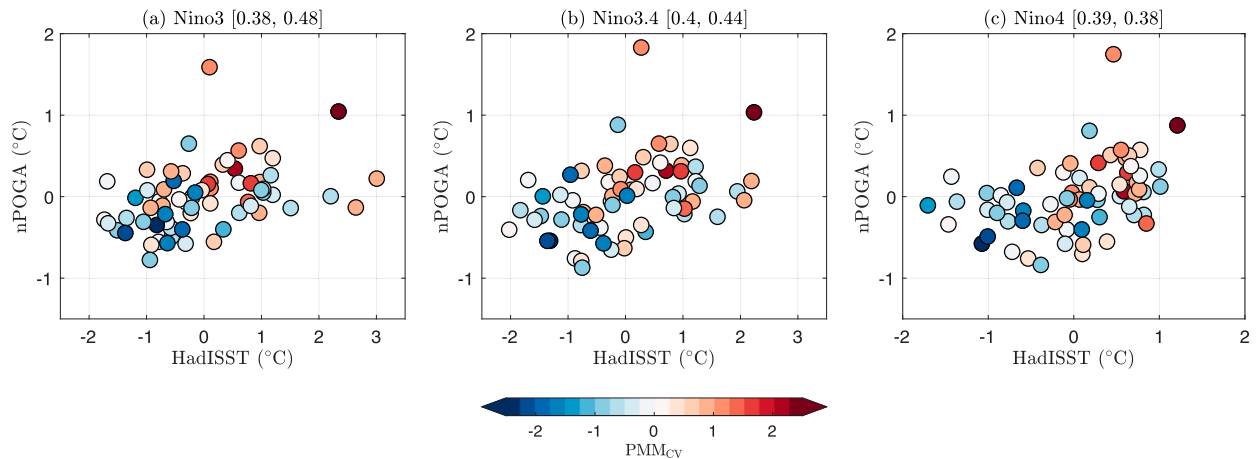 (a) Nino3 [0.38, 0.48]
(b) Nino3.4 [0.4, 0.44]
(c) Nino4 [0.39, 0.38]
2
1
0
-1
nPOGA (°C)
-2 -1 0 1 2 3
HadISST (°C)
2
1
0
-1
nPOGA (°C)
-2 -1 0 1 2 3
HadISST (°C)
2
1
0
-1
nPOGA (°C)
-2 -1 0 1 2
HadISST (°C)
-2 -1 0 1 2
PMM_CV